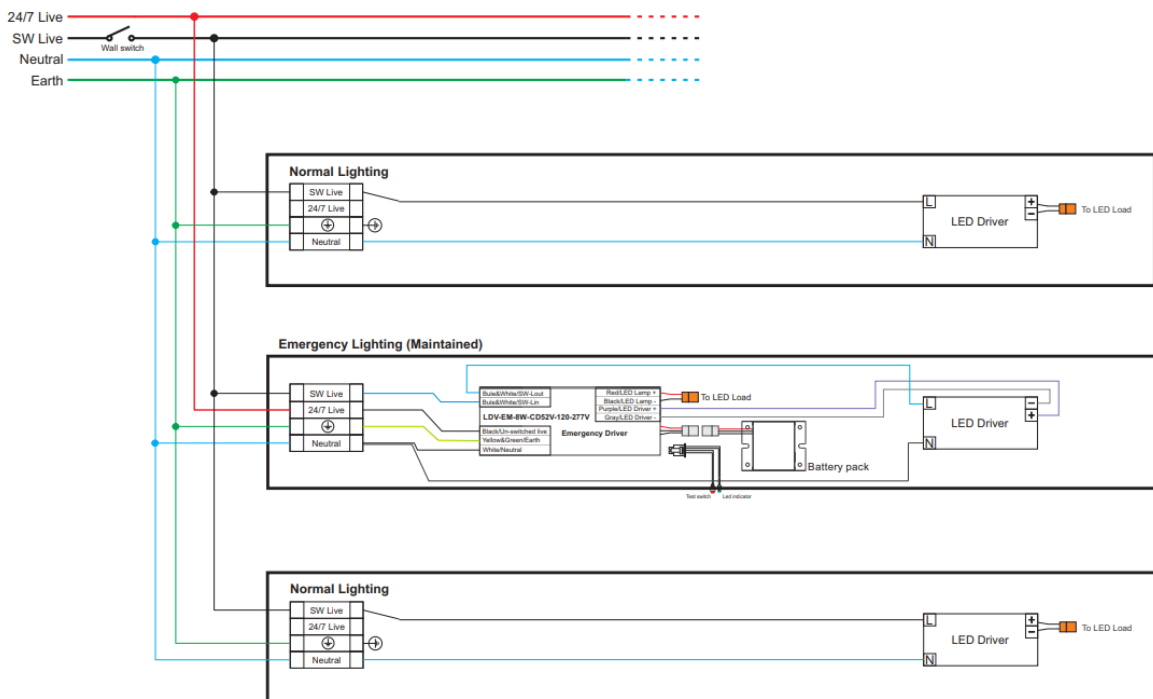 24/7 Live
SW Live
Wall switch
Neutral
Earth
Normal Lighting
SW Live
24/7 Live
Neutral
L
N
LED Driver
+
−
To LED Load
Emergency Lighting (Maintained)
SW Live
24/7 Live
Neutral
Bule&White/SW-Lout
Bule&White/SW-Lin
LDV-EM-8W-CD52V-120-277V
Black/Un-switched live
Yellow&Green/Earth
White/Neutral
Emergency Driver
Red/LED Lamp +
Black/LED Lamp -
Purple/LED Driver +
Gray/LED Driver -
To LED Load
Battery pack
Test switch
Led indicator
L
N
LED Driver
−
+
Normal Lighting
SW Live
24/7 Live
Neutral
L
N
LED Driver
+
−
To LED Load